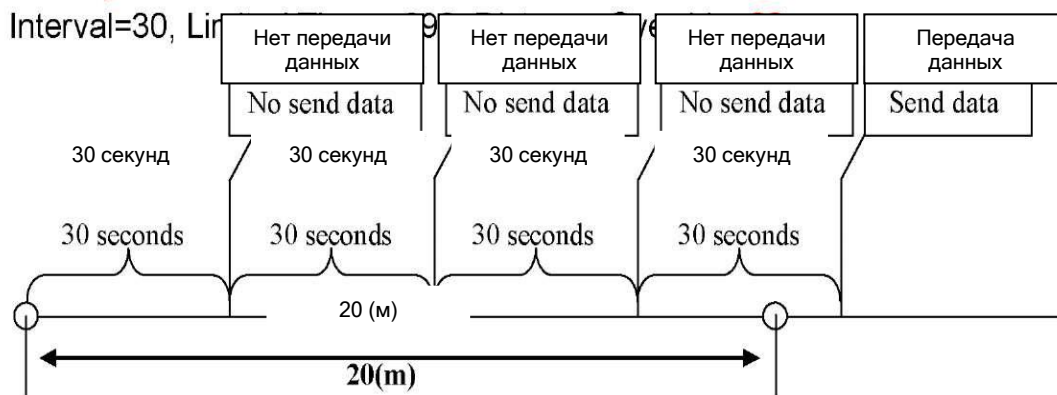 Interval=30,
Нет передачи
данных
Нет передачи
данных
Нет передачи
данных
Передача
данных
No send data
No send data
No send data
Send data
30 секунд
30 секунд
30 секунд
30 секунд
30 seconds
30 seconds
30 seconds
30 seconds
20 (м)
20(m)